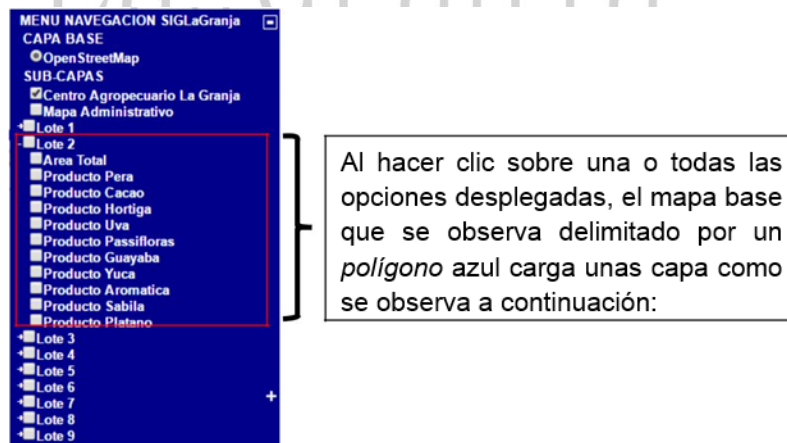 MENU NAVEGACION SIGLaGranja
CAPA BASE
OpenStreetMap
SUB-CAPAS
Centro Agropecuario La Granja
Mapa Administrativo
Lote 1
Lote 2
Area Total
Producto Pera
Producto Cacao
Producto Hortiga
Producto Uva
Producto Passifloras
Producto Guayaba
Producto Yuca
Producto Aromatica
Producto Sabila
Producto Platano
Lote 3
Lote 4
Lote 5
Lote 6
Lote 7
Lote 8
Lote 9
Al hacer clic sobre una o todas las
opciones desplegadas, el mapa base
que se observa delimitado por un
polígono azul carga unas capa como
se observa a continuación: